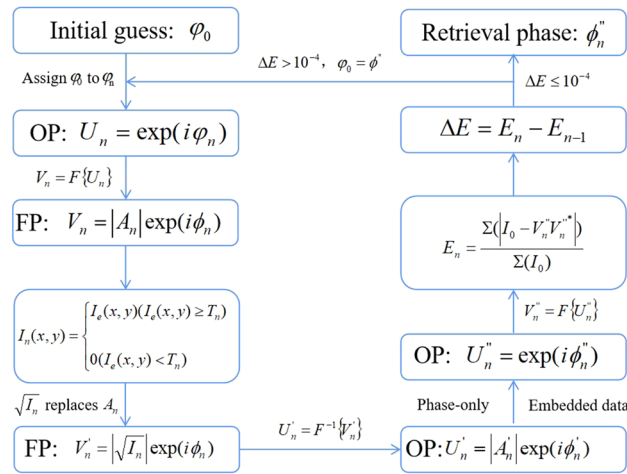 Initial guess: φ₀
Assign φ₀ to φₙ
OP: Uₙ = exp(iφₙ)
Vₙ = F{Uₙ}
FP: Vₙ = |Aₙ| exp(iϕₙ)
Iₙ(x, y) = { Iₑ(x, y)(Iₑ(x, y) ≥ Tₙ)
0(Iₑ(x, y) < Tₙ)
√Iₙ replaces Aₙ
FP: Vₙ' = |√Iₙ| exp(iϕₙ)
Uₙ' = F⁻¹{Vₙ'}
OP: Uₙ' = |Aₙ'| exp(iϕₙ')
Phase-only Embedded data
OP: Uₙ'' = exp(iϕₙ'')
Vₙ'' = F{Uₙ''}
Eₙ = Σ(|I₀ − Vₙ''Vₙ''*|) / Σ(I₀)
ΔE = Eₙ − Eₙ₋₁
ΔE ≤ 10⁻⁴
ΔE > 10⁻⁴, φ₀ = ϕ''
Retrieval phase: ϕₙ''